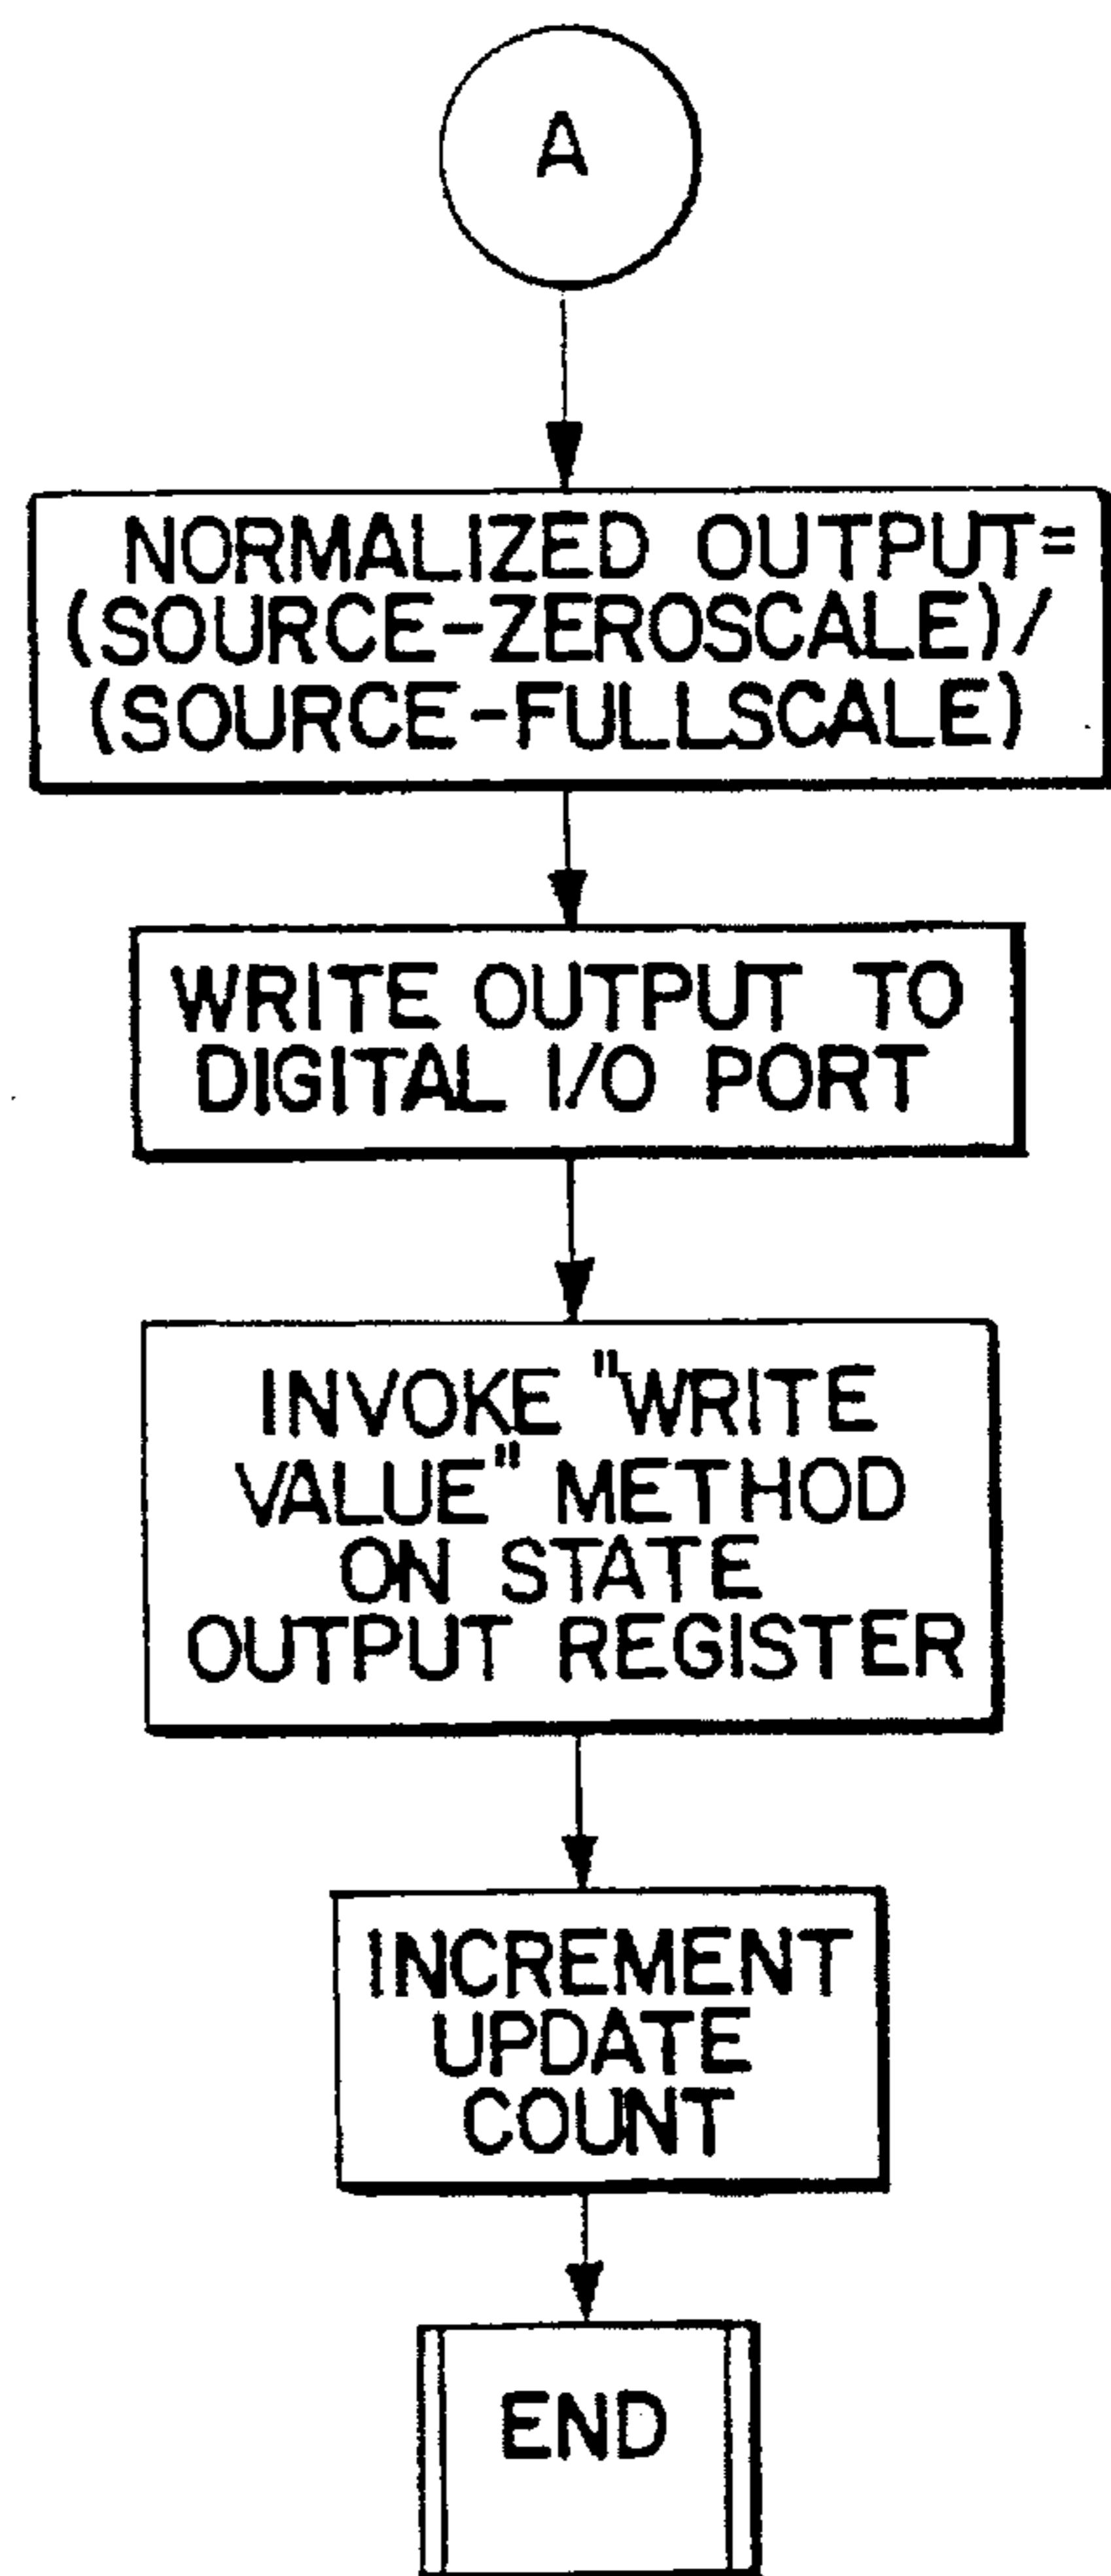 A
NORMALIZED OUTPUT=
(SOURCE-ZEROSCALE)/
(SOURCE-FULLSCALE)
WRITE OUTPUT TO
DIGITAL I/O PORT
INVOKE "WRITE
VALUE" METHOD
ON STATE
OUTPUT REGISTER
INCREMENT
UPDATE
COUNT
END